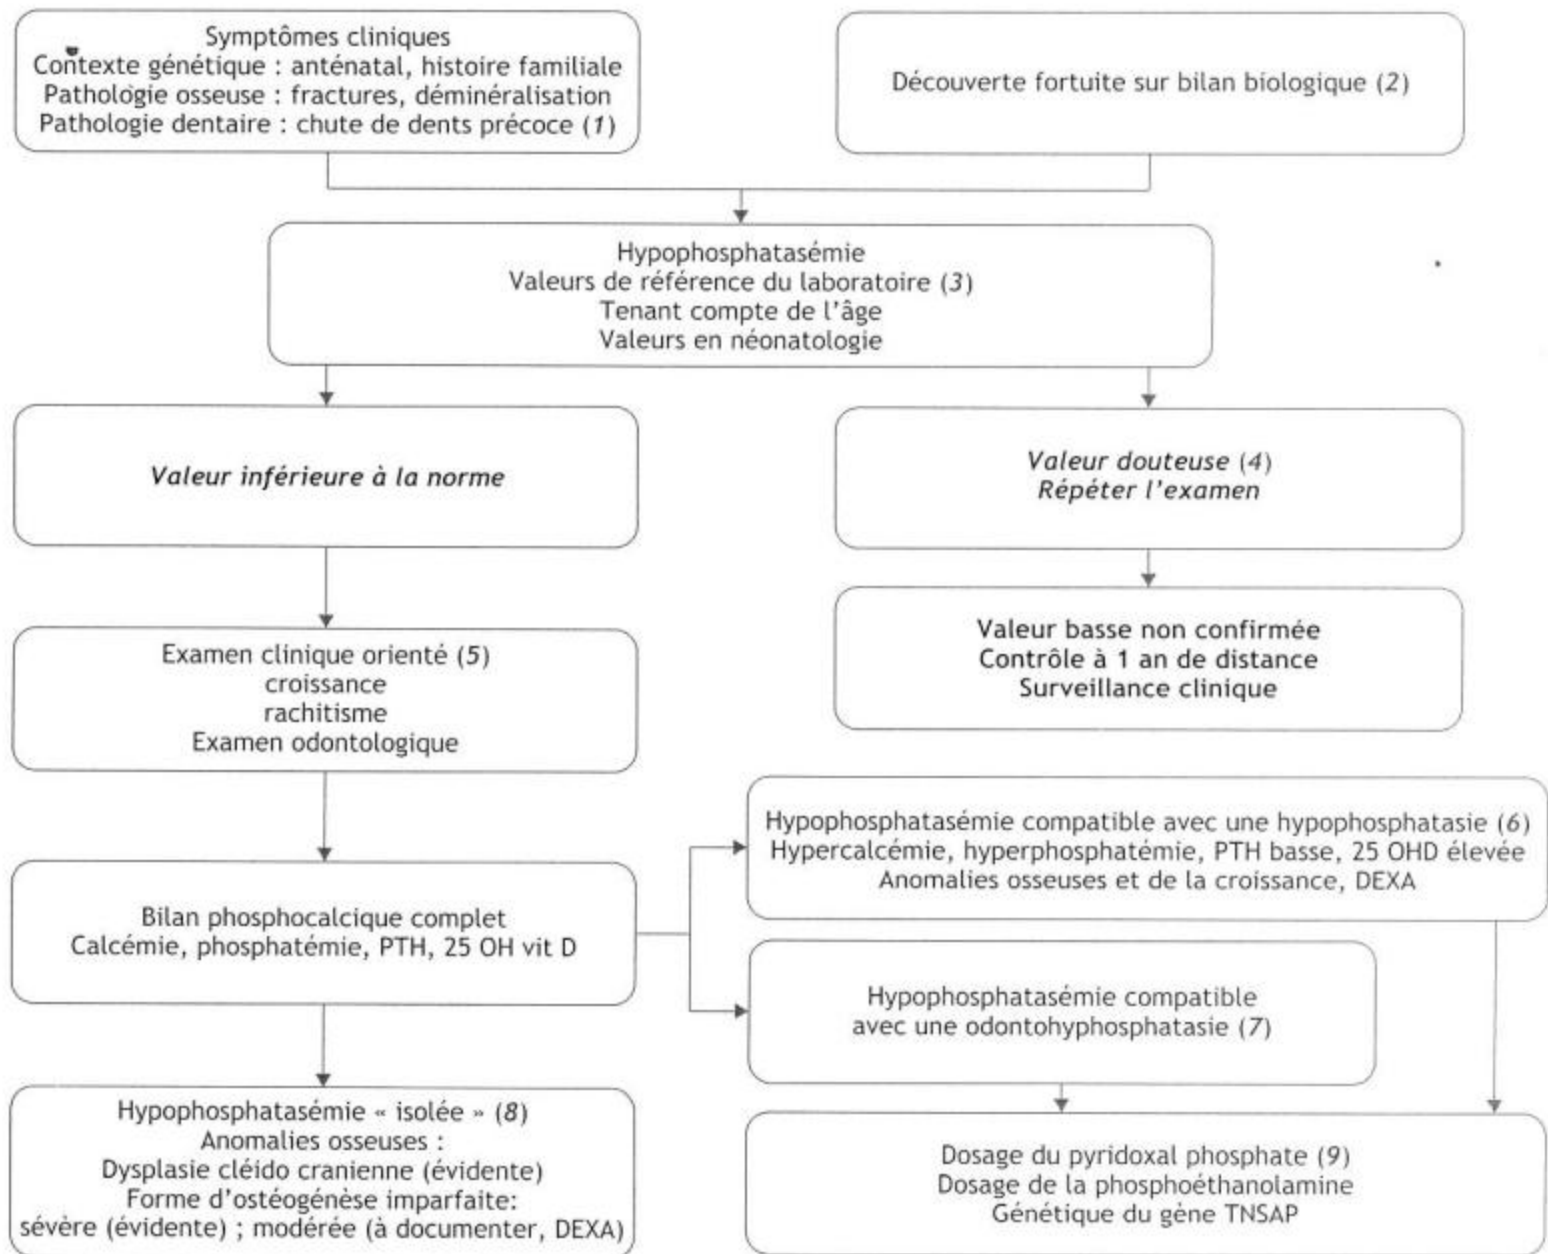 Symptômes cliniques
Contexte génétique : anténatal, histoire familiale
Pathologie osseuse : fractures, déminéralisation
Pathologie dentaire : chute de dents précoce (1)
Découverte fortuite sur bilan biologique (2)
Hypophosphatasémie
Valeurs de référence du laboratoire (3)
Tenant compte de l'âge
Valeurs en néonatologie
Valeur inférieure à la norme
Valeur douteuse (4)
Répéter l'examen
Valeur basse non confirmée
Contrôle à 1 an de distance
Surveillance clinique
Examen clinique orienté (5)
croissance
rachitisme
Examen odontologique
Hypophosphatasémie compatible avec une hypophosphatasie (6)
Hypercalcémie, hyperphosphatémie, PTH basse, 25 OHD élevée
Anomalies osseuses et de la croissance, DEXA
Bilan phosphocalcique complet
Calcémie, phosphatémie, PTH, 25 OH vit D
Hypophosphatasémie compatible
avec une odontohyphosphatasie (7)
Hypophosphatasémie « isolée » (8)
Anomalies osseuses :
Dysplasie cléido cranienne (évidente)
Forme d'ostéogénèse imparfaite:
sévère (évidente) ; modérée (à documenter, DEXA)
Dosage du pyridoxal phosphate (9)
Dosage de la phosphoéthanolamine
Génétique du gène TNSAP